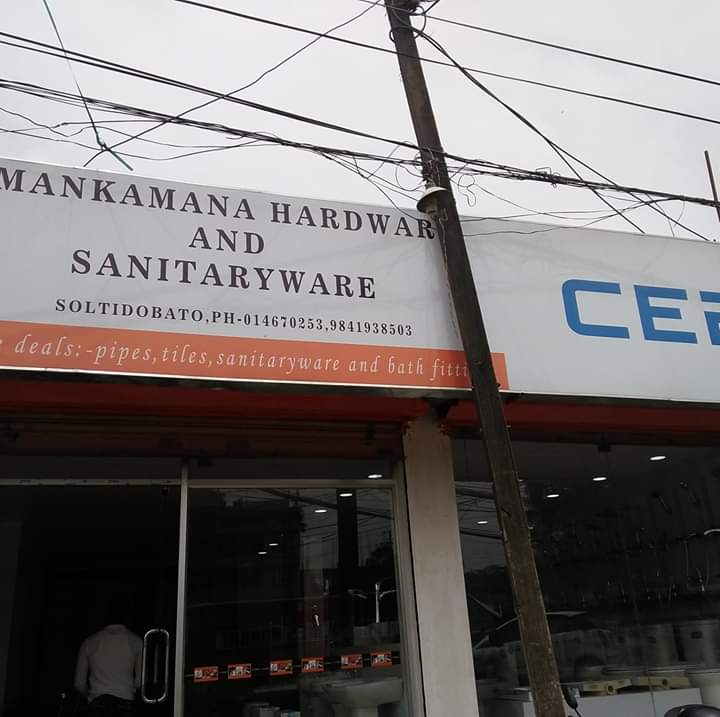 MANKAMANA HARDWAR
AND
SANITARYWARE
SOLTIDOBATO,PH-014670253,9841938503
deals:-pipes,tiles,sanitaryware and bath fitti
CE